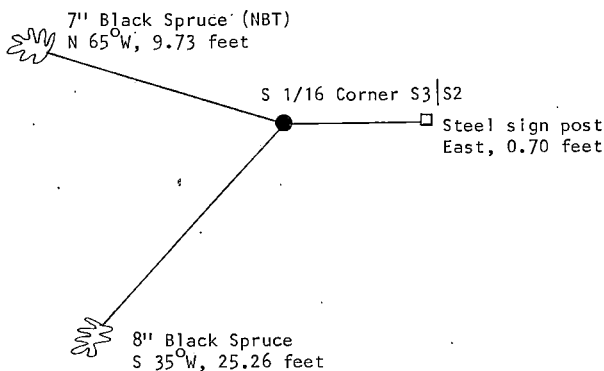 7" Black Spruce (NBT)
N 65°W, 9.73 feet
S 1/16 Corner S3|S2
Steel sign post
East, 0.70 feet
8" Black Spruce
S 35°W, 25.26 feet